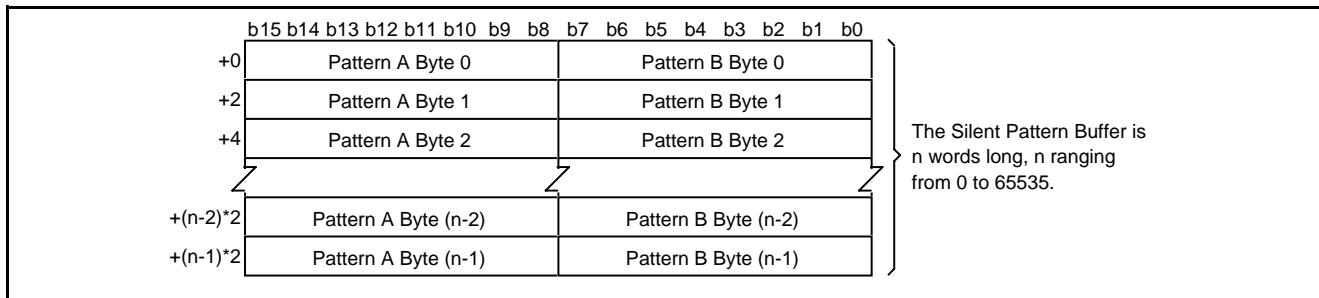 b15 b14 b13 b12 b11 b10 b9 b8 b7 b6 b5 b4 b3 b2 b1 b0
+0 Pattern A Byte 0 Pattern B Byte 0
+2 Pattern A Byte 1 Pattern B Byte 1
+4 Pattern A Byte 2 Pattern B Byte 2
The Silent Pattern Buffer is
n words long, n ranging
from 0 to 65535.
+(n-2)*2 Pattern A Byte (n-2) Pattern B Byte (n-2)
+(n-1)*2 Pattern A Byte (n-1) Pattern B Byte (n-1)